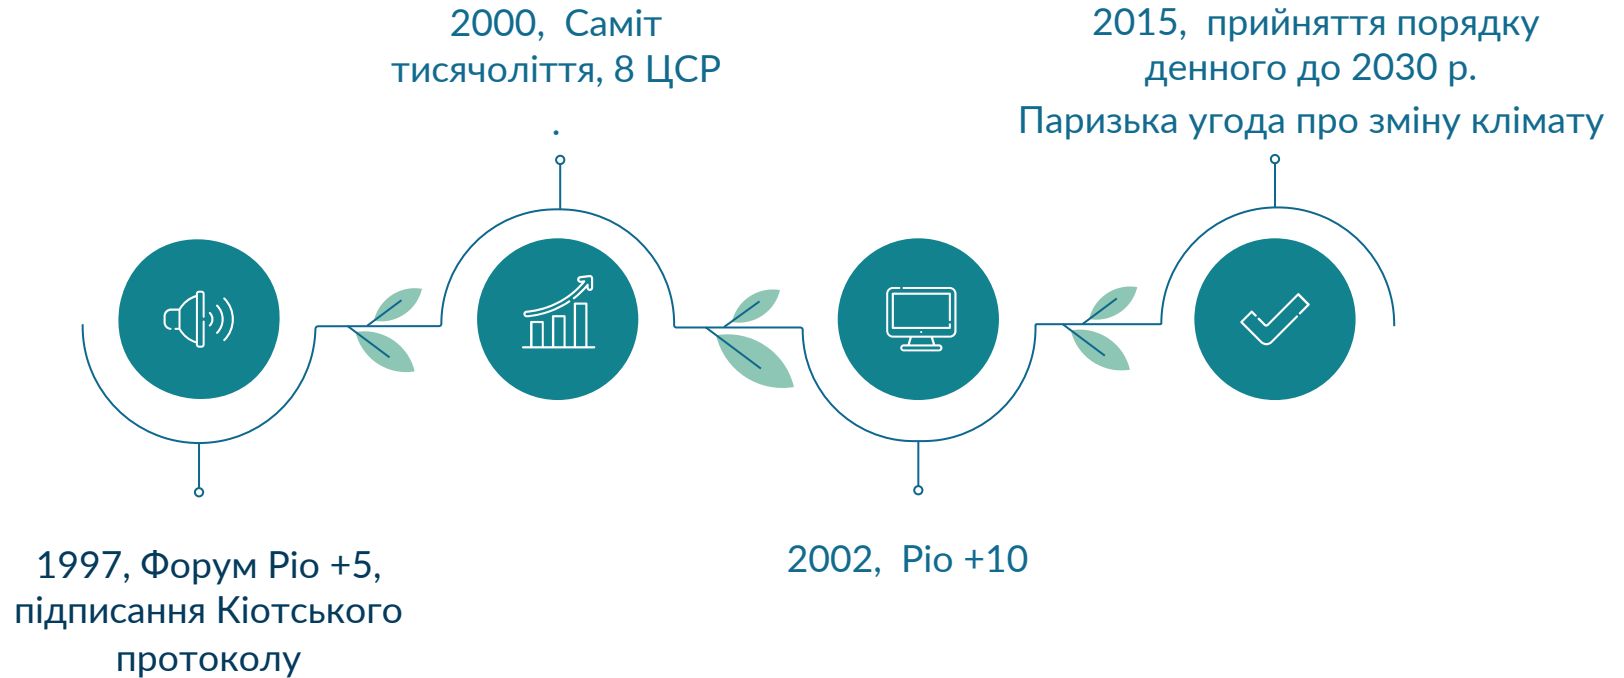 2000, Саміт
тисячоліття, 8 ЦСР
.
2015, прийняття порядку
денного до 2030 р.
Паризька угода про зміну клімату
1997, Форум Ріо +5,
підписання Кіотського
протоколу
2002, Ріо +10